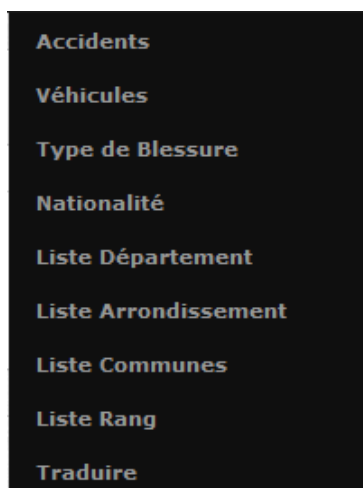 Accidents
Véhicules
Type de Blessure
Nationalité
Liste Département
Liste Arrondissement
Liste Communes
Liste Rang
Traduire